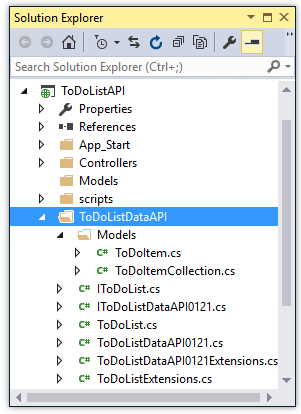 Solution Explorer
Search Solution Explorer (Ctrl+;)
ToDoListAPI
Properties
References
App_Start
Controllers
Models
scripts
ToDoListDataAPI
Models
C# ToDoItem.cs
C# ToDoItemCollection.cs
C# IToDoList.cs
C# IToDoListDataAPI0121.cs
C# ToDoList.cs
C# ToDoListDataAPI0121.cs
C# ToDoListDataAPI0121Extensions.cs
C# ToDoListExtensions.cs